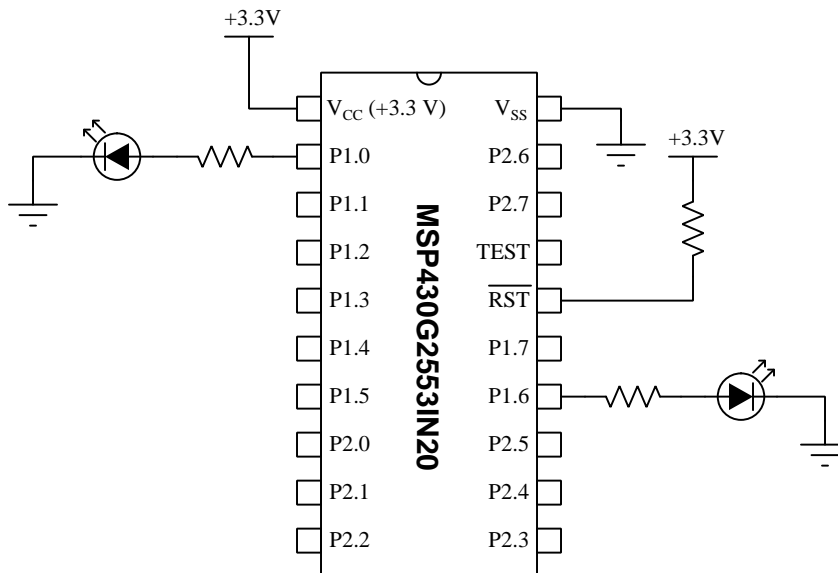 +3.3V
V_CC (+3.3 V)
V_SS
+3.3V
P1.0
P2.6
P1.1
P2.7
P1.2
TEST
P1.3
RST
P1.4
P1.7
P1.5
P1.6
P2.0
P2.5
P2.1
P2.4
P2.2
P2.3
MSP430G2553IN20